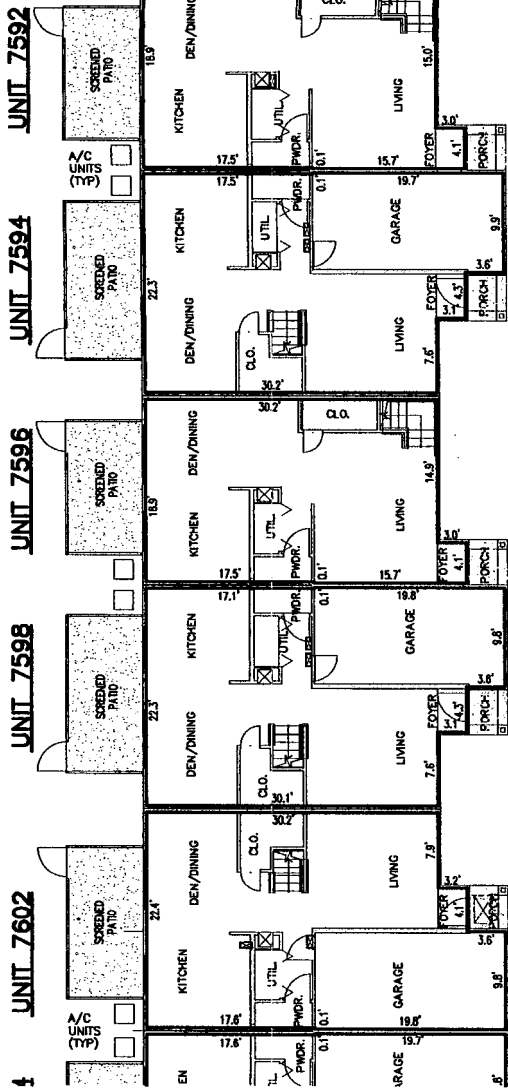 UNIT 7592
SCREENED
PATIO
18.9'
DEN/DINING
KITCHEN
CLO.
UTIL
PWDR.
LIVING
15.0'
3.0'
FOYER
4.1'
PORCH
17.5'
0.1'
15.7'
A/C
UNITS
(TYP)
UNIT 7594
SCREENED
PATIO
22.3'
17.5'
KITCHEN
DEN/DINING
UTIL
PWDR.
0.1'
19.7'
GARAGE
9.9'
3.6'
FOYER
4.3'
3.1'
PORCH
LIVING
7.6'
CLO.
30.2'
UNIT 7596
SCREENED
PATIO
18.9'
30.2'
DEN/DINING
KITCHEN
CLO.
UTIL
PWDR.
LIVING
14.9'
3.0'
FOYER
4.1'
PORCH
17.5'
0.1'
15.7'
UNIT 7598
SCREENED
PATIO
22.3'
17.1'
KITCHEN
DEN/DINING
UTIL
PWDR.
0.1'
19.8'
GARAGE
9.8'
3.6'
FOYER
4.3'
PORCH
LIVING
7.6'
CLO.
30.1'
UNIT 7602
SCREENED
PATIO
22.4'
30.2'
DEN/DINING
KITCHEN
CLO.
UTIL
PWDR.
LIVING
7.9'
3.2'
FOYER
4.1'
PORCH
3.6'
GARAGE
9.8'
17.6'
0.1'
19.8'
A/C
UNITS
(TYP)
4
17.6'
EN
UTIL
PWDR.
0.1'
19.7'
RAGE